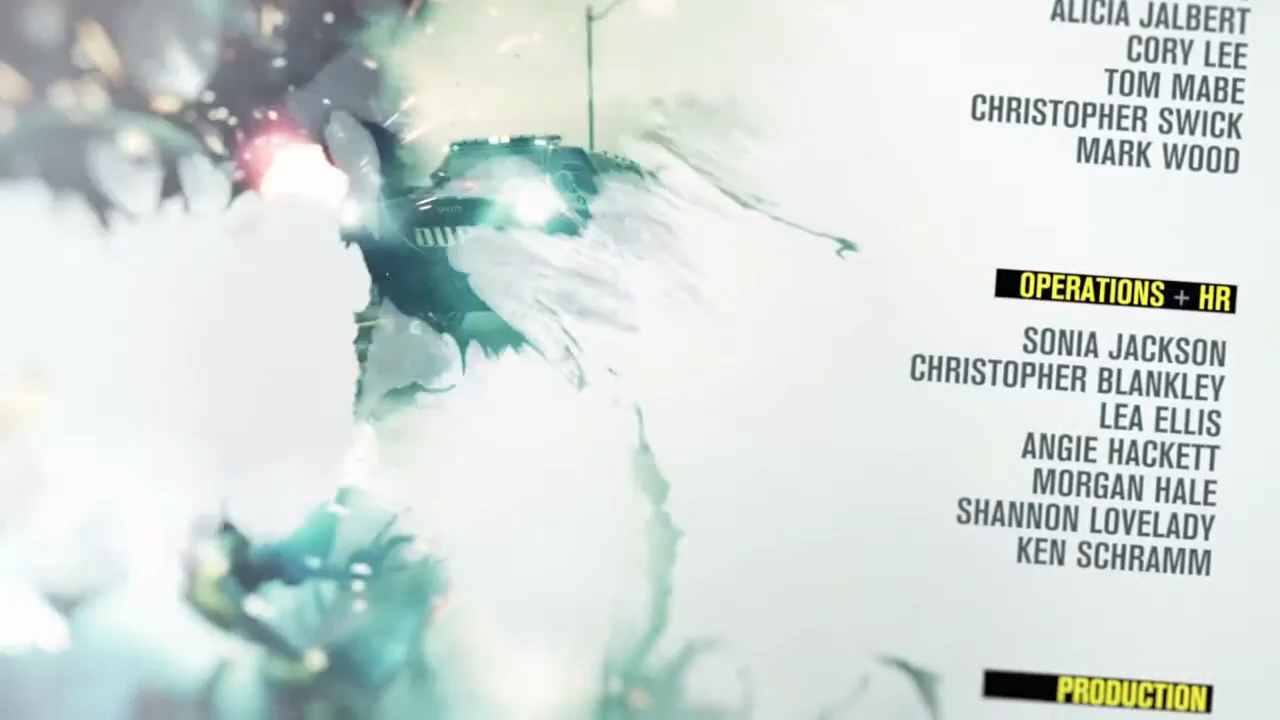 ALICIA JALBERT
CORY LEE
TOM MABE
CHRISTOPHER SWICK
MARK WOOD
OPERATIONS + HR
SONIA JACKSON
CHRISTOPHER BLANKLEY
LEA ELLIS
ANGIE HACKETT
MORGAN HALE
SHANNON LOVELADY
KEN SCHRAMM
PRODUCTION